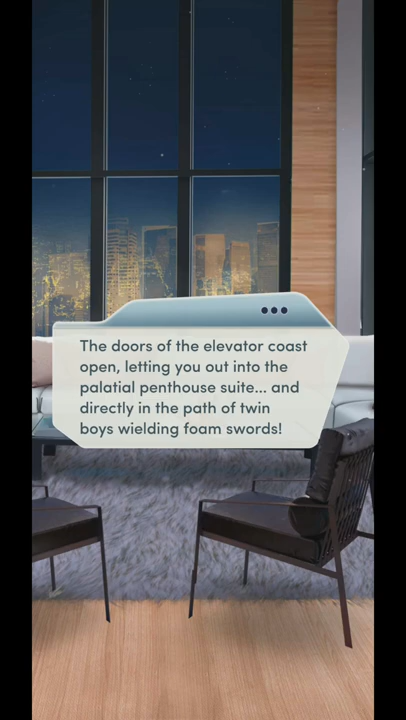 The doors of the elevator coast
open, letting you out into the
palatial penthouse suite... and
directly in the path of twin
boys wielding foam swords!